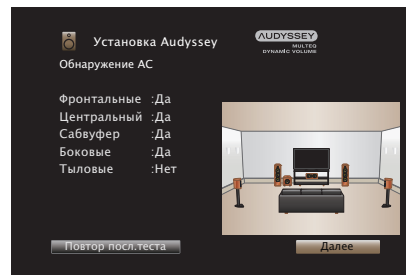 Установка Audyssey
AUDYSSEY
MULTEQ
DYNAMIC VOLUME
Обнаружение АС
Фронтальные :Да
Центральный :Да
Сабвуфер :Да
Боковые :Да
Тыловые :Нет
Повтор посл.теста
Далее